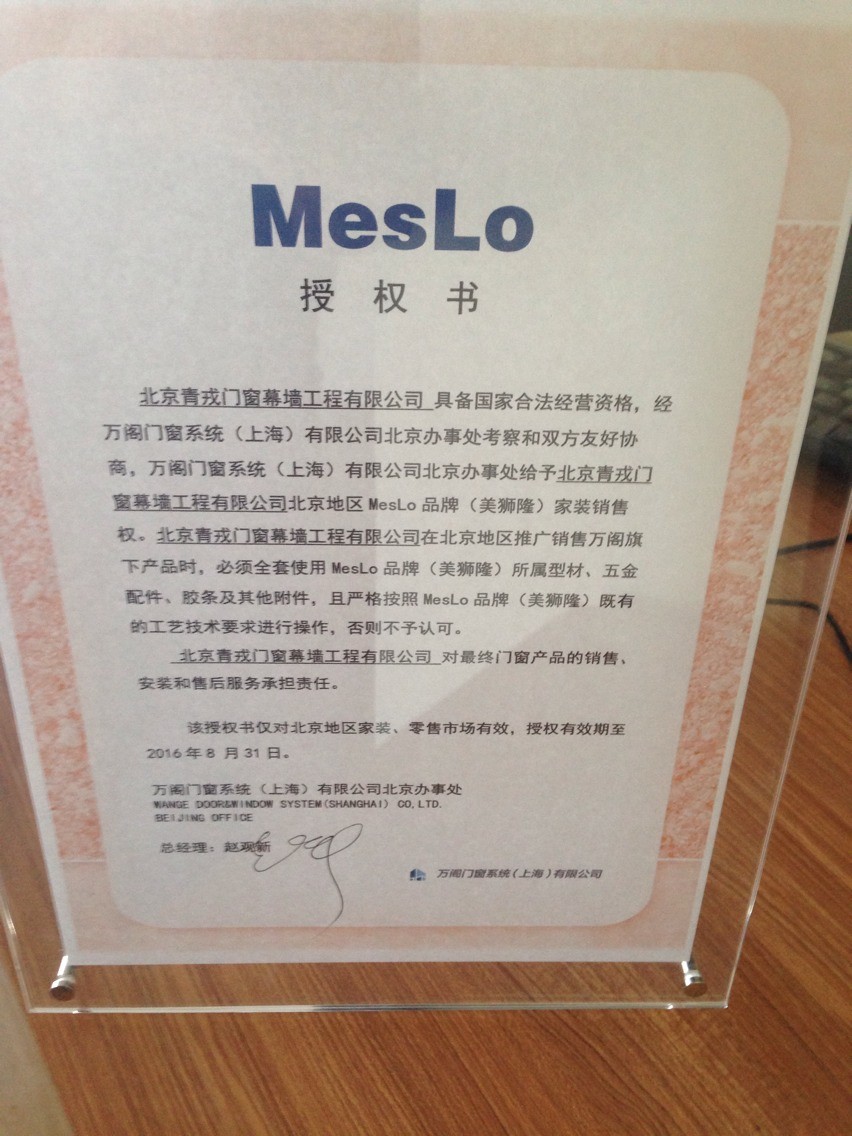 MesLo
授 权 书
北京青戎门窗幕墙工程有限公司 具备国家合法经营资格，经
万阁门窗系统（上海）有限公司北京办事处考察和双方友好协
商，万阁门窗系统（上海）有限公司北京办事处给予北京青戎门
窗幕墙工程有限公司北京地区 MesLo 品牌（美狮隆）家装销售
权。北京青戎门窗幕墙工程有限公司在北京地区推广销售万阁旗
下产品时，必须全套使用 MesLo 品牌（美狮隆）所属型材、五金
配件、胶条及其他附件，且严格按照 MesLo 品牌（美狮隆）既有
的工艺技术要求进行操作，否则不予认可。
北京青戎门窗幕墙工程有限公司 对最终门窗产品的销售、
安装和售后服务承担责任。
该授权书仅对北京地区家装、零售市场有效，授权有效期至
2016 年 8 月 31 日。
万阁门窗系统（上海）有限公司北京办事处
WANGE DOOR&WINDOW SYSTEM(SHANGHAI) CO,LTD.
BEIJING OFFICE
总经理：赵观新
万阁门窗系统（上海）有限公司